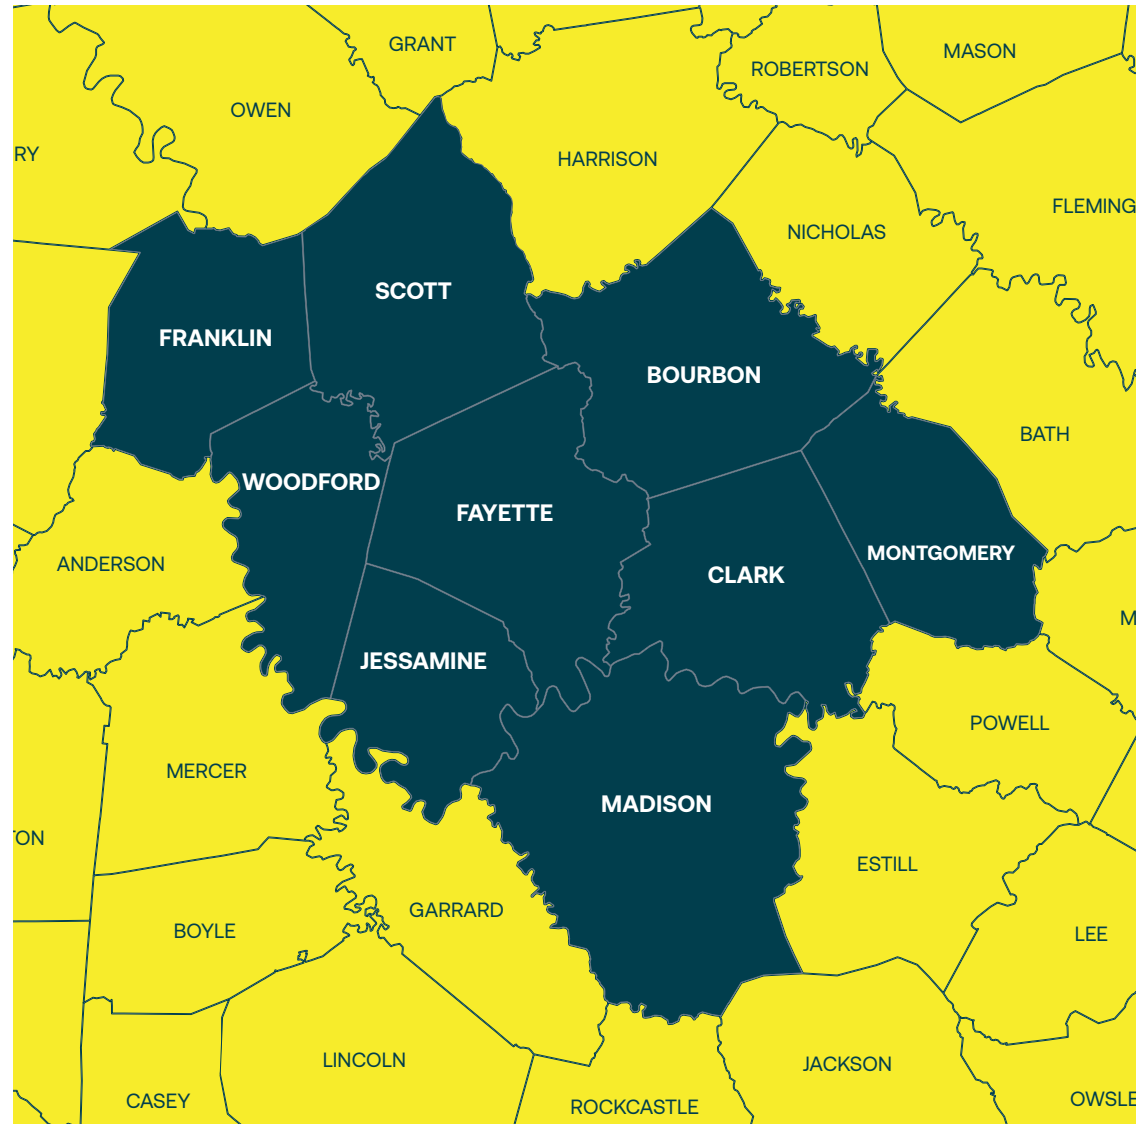 GRANT
MASON
ROBERTSON
OWEN
RY
HARRISON
FLEMING
NICHOLAS
SCOTT
FRANKLIN
BOURBON
BATH
WOODFORD
FAYETTE
MONTGOMERY
ANDERSON
CLARK
M
JESSAMINE
POWELL
MERCER
MADISON
TON
ESTILL
GARRARD
BOYLE
LEE
LINCOLN
JACKSON
CASEY
OWSLE
ROCKCASTLE